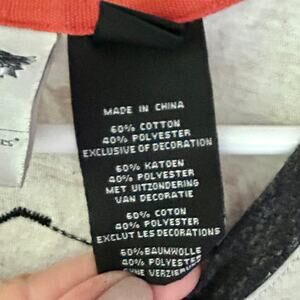 MADE IN CHINA
60% COTTON
40% POLYESTER
EXCLUSIVE OF DECORATION
60% KATOEN
40% POLYESTER
MET UITZONDERING
VAN DECORATIE
60% COTON
40% POLYESTER
EXCLUT LES DECORATIONS
60%BAUMWOLLE
40% POLYESTER